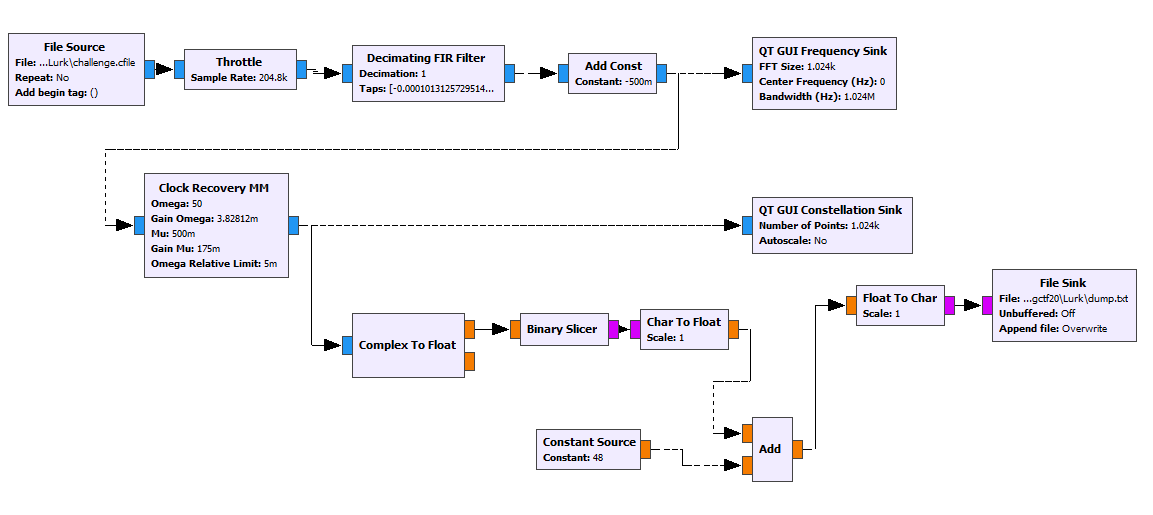 File Source
File: ...Lurk\challenge.cfile
Repeat: No
Add begin tag: ()
Throttle
Sample Rate: 204.8k
Decimating FIR Filter
Decimation: 1
Taps: [-0.0001013125729514...
Add Const
Constant: -500m
QT GUI Frequency Sink
FFT Size: 1.024k
Center Frequency (Hz): 0
Bandwidth (Hz): 1.024M
Clock Recovery MM
Omega: 50
Gain Omega: 3.82812m
Mu: 500m
Gain Mu: 175m
Omega Relative Limit: 5m
QT GUI Constellation Sink
Number of Points: 1.024k
Autoscale: No
Complex To Float
Binary Slicer
Char To Float
Scale: 1
Float To Char
Scale: 1
File Sink
File: ...gctf20\Lurk\dump.txt
Unbuffered: Off
Append file: Overwrite
Constant Source
Constant: 48
Add